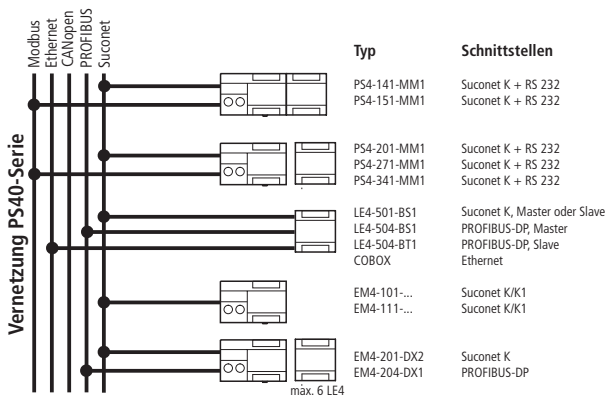 Modbus
Ethernet
CANopen
PROFIBUS
Suconet
Vernetzung PS40-Serie
Typ Schnittstellen
PS4-141-MM1 Suconet K + RS 232
PS4-151-MM1 Suconet K + RS 232
PS4-201-MM1 Suconet K + RS 232
PS4-271-MM1 Suconet K + RS 232
PS4-341-MM1 Suconet K + RS 232
LE4-501-BS1 Suconet K, Master oder Slave
LE4-504-BS1 PROFIBUS-DP, Master
LE4-504-BT1 PROFIBUS-DP, Slave
COBOX Ethernet
EM4-101-... Suconet K/K1
EM4-111-... Suconet K/K1
EM4-201-DX2 Suconet K
EM4-204-DX1 PROFIBUS-DP
max. 6 LE4